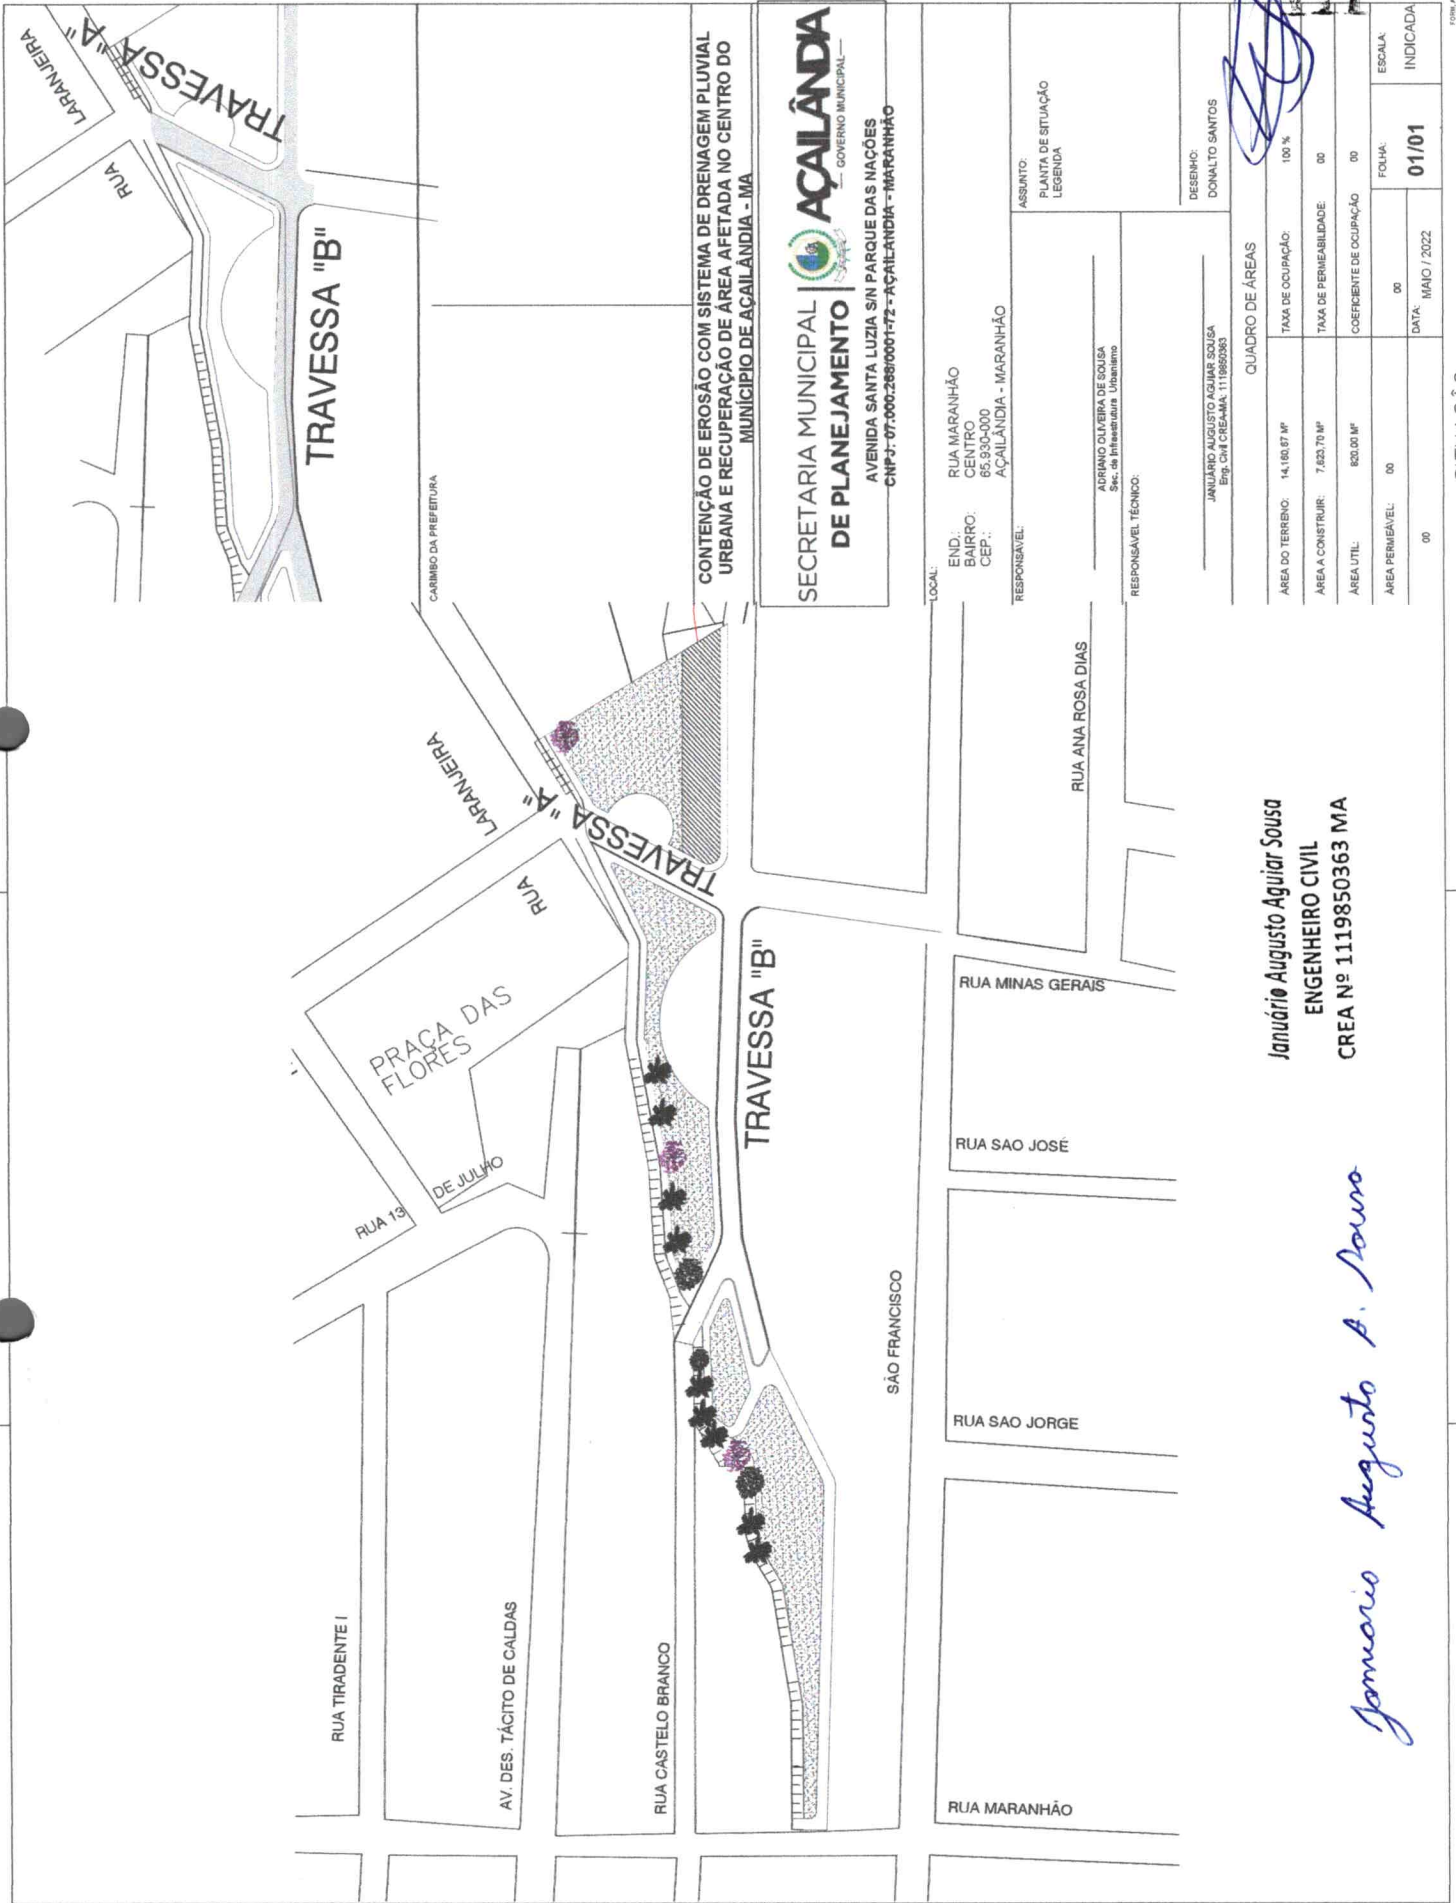 LARANJEIRA
TRAVESSA "A"
RUA
TRAVESSA "B"
CARIMBO DA PREFEITURA
CONTENÇÃO DE EROSÃO COM SISTEMA DE DRENAGEM PLUVIAL
URBANA E RECUPERAÇÃO DE ÁREA AFETADA NO CENTRO DO
MUNICÍPIO DE AÇAILÂNDIA - MA
SECRETARIA MUNICIPAL
DE PLANEJAMENTO
AÇAILÂNDIA
GOVERNO MUNICIPAL
AVENIDA SANTA LUZIA S/N PARQUE DAS NAÇÕES
CNPJ: 07.000.268/0001-72 - AÇAILANDIA - MARANHÃO
LOCAL:
END.: RUA MARANHÃO
BAIRRO: CENTRO
CEP.: 65.930-000
AÇAILÂNDIA - MARANHÃO
RESPONSAVEL:
ADRIANO OLIVEIRA DE SOUSA
Sec. de Infraestrutura Urbanismo
ASSUNTO:
PLANTA DE SITUAÇÃO
LEGENDA
RESPONSÁVEL TÉCNICO:
JANUÁRIO AUGUSTO AGUIAR SOUSA
Eng. Civil CREA-MA: 1119850363
DESENHO:
DONALTO SANTOS
QUADRO DE ÁREAS
ÁREA DO TERRENO: 14,160,67 M² TAXA DE OCUPAÇÃO: 100 %
ÁREA A CONSTRUIR: 7,623,70 M² TAXA DE PERMEABILIDADE: 00
ÁREA UTIL: 820,00 M² COEFICIENTE DE OCUPAÇÃO 00
ÁREA PERMEÁVEL: 00 00
FOLHA: 01/01
ESCALA: INDICADA
00 DATA: MAIO / 2022
LARANJEIRA
RUA
TRAVESSA "A"
PRAÇA DAS
FLORES
RUA 13
DE JULHO
TRAVESSA "B"
RUA TIRADENTE I
AV. DES. TÁCITO DE CALDAS
RUA CASTELO BRANCO
SÃO FRANCISCO
RUA ANA ROSA DIAS
RUA MARANHÃO
RUA SAO JORGE
RUA SAO JOSÉ
RUA MINAS GERAIS
Januário Augusto A. Sousa
Januário Augusto Aguiar Sousa
ENGENHEIRO CIVIL
CREA Nº 1119850363 MA